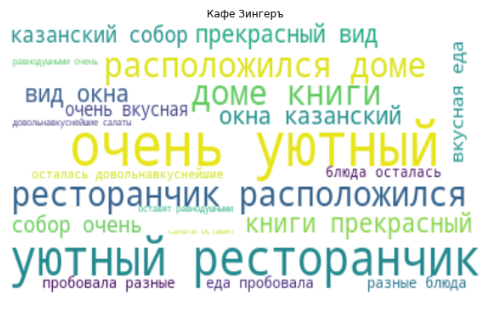 Кафе Зингеръ
казанский собор прекрасный вид
равнодушными очень расположился доме
вкусная еда
вид окна доме книги
очень вкусная окна казанский
довольнавкуснейшие салаты
очень уютный
осталась довольнавкуснейшие блюда осталась
ресторанчик расположился
оставят равнодушными
собор очень книги прекрасный
салаты оставят
уютный ресторанчик
пробовала разные еда пробовала разные блюда